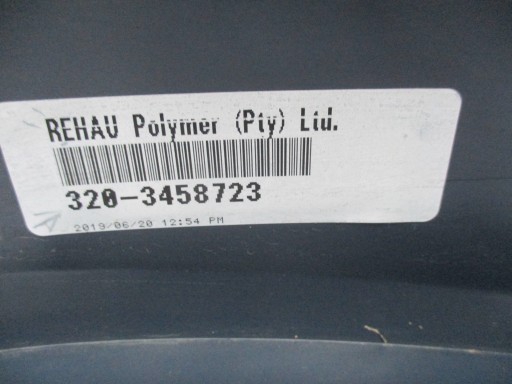 REHAU Polymer (Pty) Ltd.
320-3458723
2019/06/20 12:54 PM